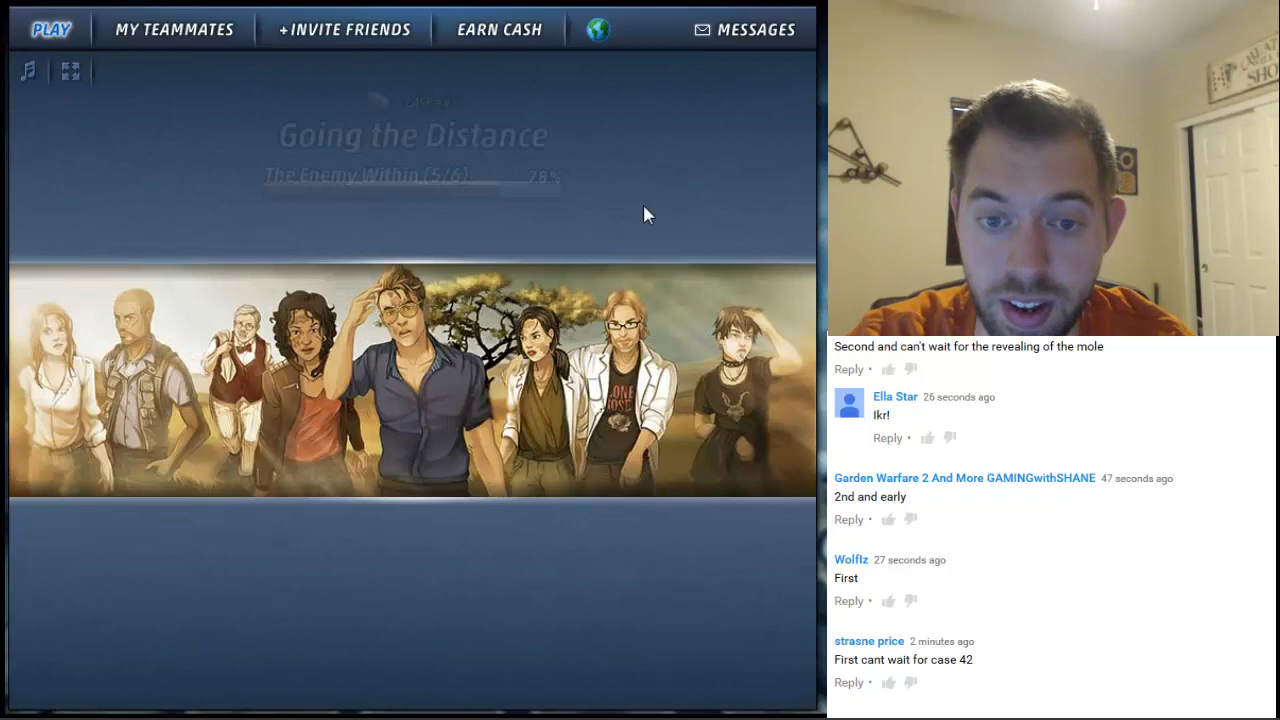 PLAY
MY TEAMMATES
+INVITE FRIENDS
EARN CASH
MESSAGES
Going the Distance
The Enemy Within (5/6)
78%
Second and can't wait for the revealing of the mole
Reply •
Ella Star 26 seconds ago
Ikr!
Reply •
Garden Warfare 2 And More GAMINGwithSHANE 47 seconds ago
2nd and early
Reply •
Wolflz 27 seconds ago
First
Reply •
strasne price 2 minutes ago
First cant wait for case 42
Reply •